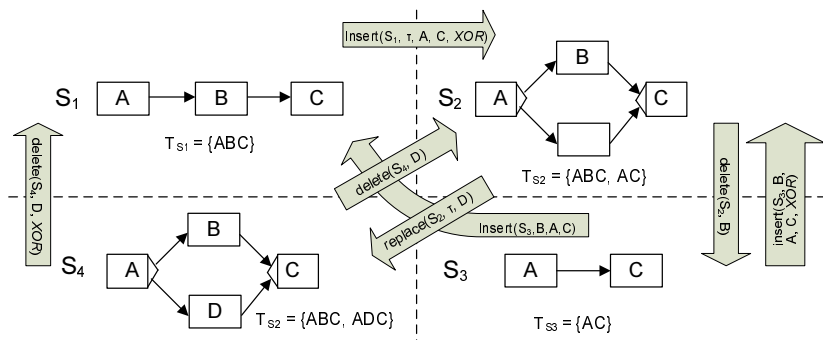 Insert(S1, τ, A, C, XOR)
S1
A
B
C
TS1 = {ABC}
S2
A
B
C
TS2 = {ABC, AC}
delete(S4, D, XOR)
delete(S4, D)
replace(S2, τ, D)
Insert(S3,B,A,C)
delete(S2, B)
insert(S3, B,
A, C, XOR)
S4
A
B
C
D
TS2 = {ABC, ADC}
S3
A
C
TS3 = {AC}